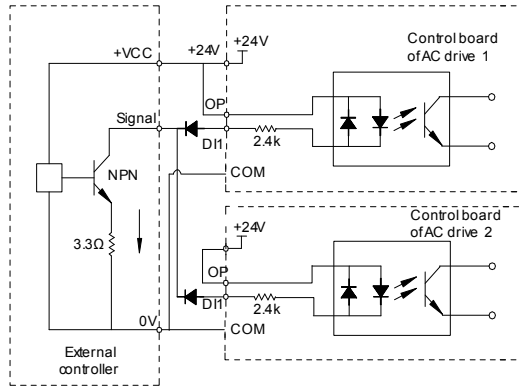 +VCC
+24V
+24V
Control board
of AC drive 1
OP
Signal
DI1
2.4k
NPN
COM
3.3Ω
+24V
Control board
of AC drive 2
OP
DI1
2.4k
0V
COM
External
controller